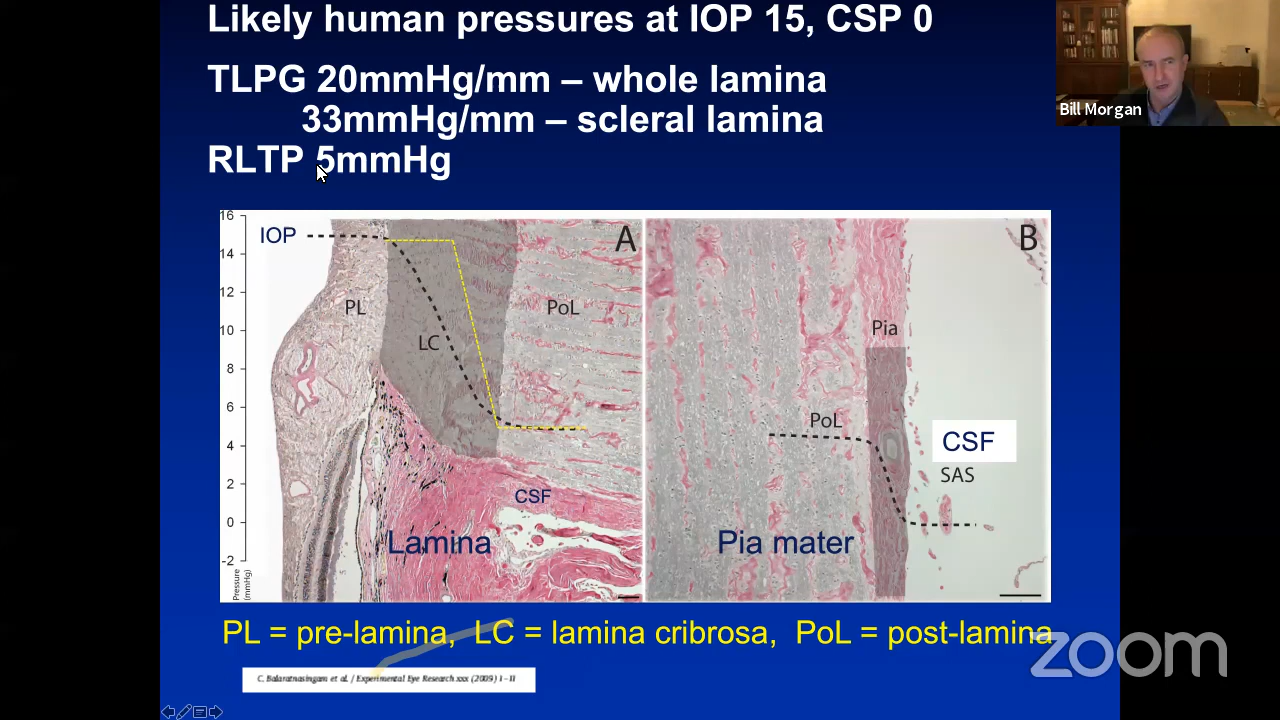 Likely human pressures at IOP 15, CSP 0
TLPG 20mmHg/mm – whole lamina
33mmHg/mm – scleral lamina
RLTP 5mmHg
Bill Morgan
16
14
12
10
8
6
4
2
0
-2
Pressure
(mmHg)
IOP
PL
LC
PoL
A
CSF
Lamina
B
Pia
PoL
CSF
SAS
Pia mater
PL = pre-lamina, LC = lamina cribrosa, PoL = post-lamina
C. Balaratnasingam et al. / Experimental Eye Research xxx (2009) 1–11
zoom